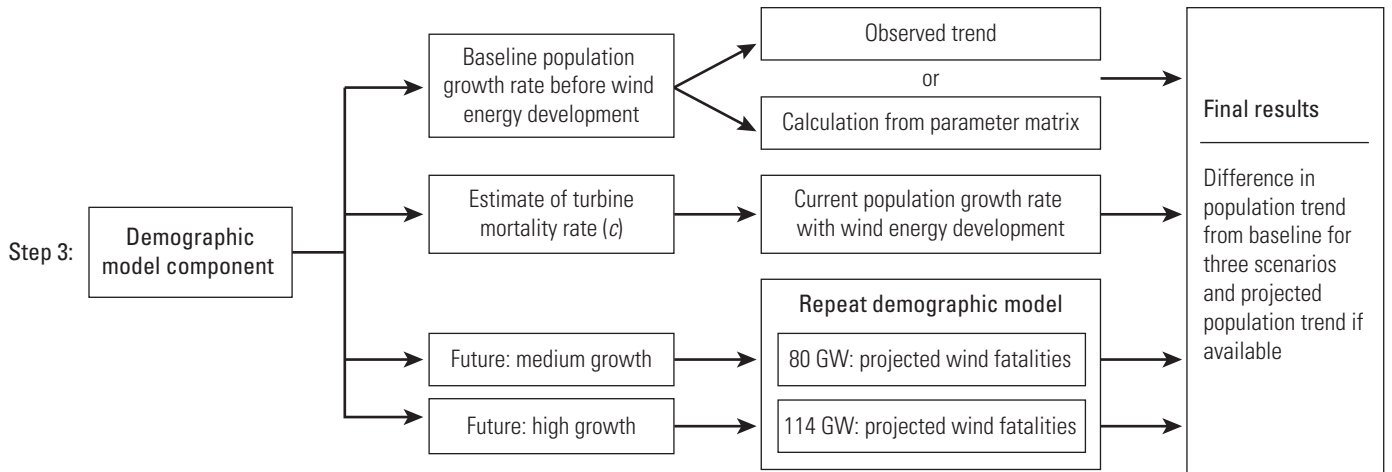 Step 3:
Demographic
model component
Baseline population
growth rate before wind
energy development
Observed trend
or
Calculation from parameter matrix
Estimate of turbine
mortality rate (c)
Current population growth rate
with wind energy development
Future: medium growth
Future: high growth
Repeat demographic model
80 GW: projected wind fatalities
114 GW: projected wind fatalities
Final results
Difference in
population trend
from baseline for
three scenarios
and projected
population trend if
available